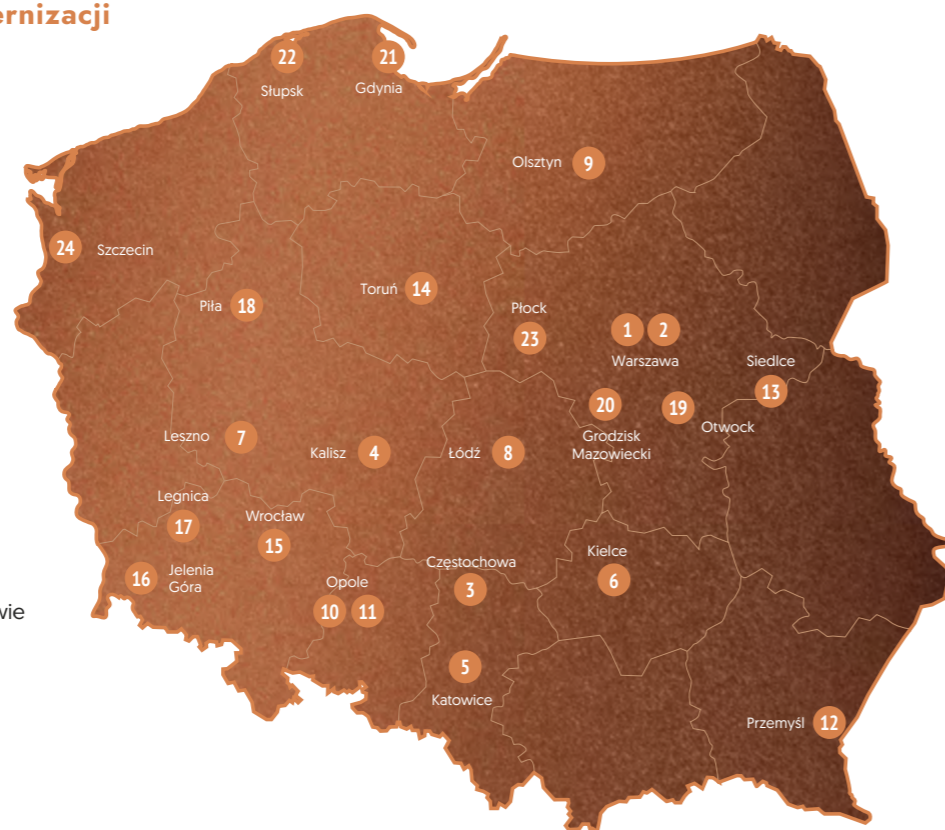 ernizacji
22
21
Słupsk
Gdynia
Olsztyn
9
24
Szczecin
Toruń
14
Piła
18
Płock
23
1
2
Warszawa
Siedlce
13
20
19
Otwock
Grodzisk
Mazowiecki
Leszno
7
Kalisz
4
Łódź
8
Legnica
17
Wrocław
15
Częstochowa
3
Kielce
6
16
Jelenia
Góra
Opole
10
11
wie
5
Katowice
Przemyśl
12